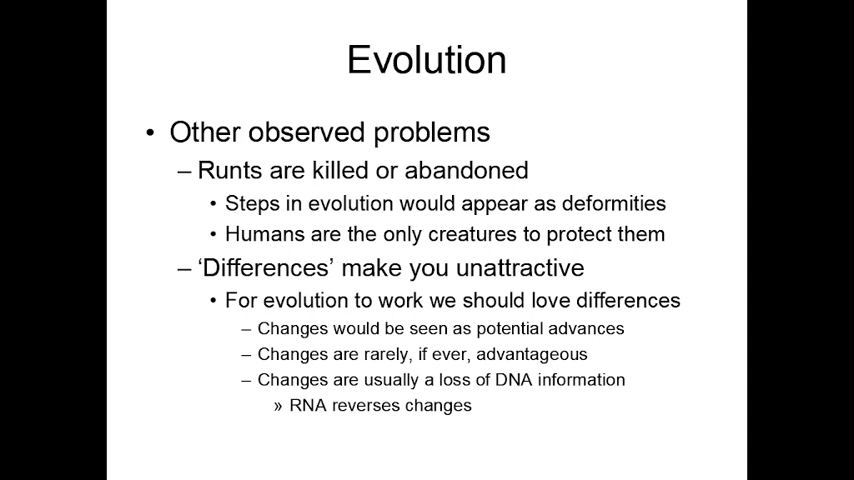 Evolution
• Other observed problems
– Runts are killed or abandoned
• Steps in evolution would appear as deformities
• Humans are the only creatures to protect them
– ‘Differences’ make you unattractive
• For evolution to work we should love differences
– Changes would be seen as potential advances
– Changes are rarely, if ever, advantageous
– Changes are usually a loss of DNA information
» RNA reverses changes